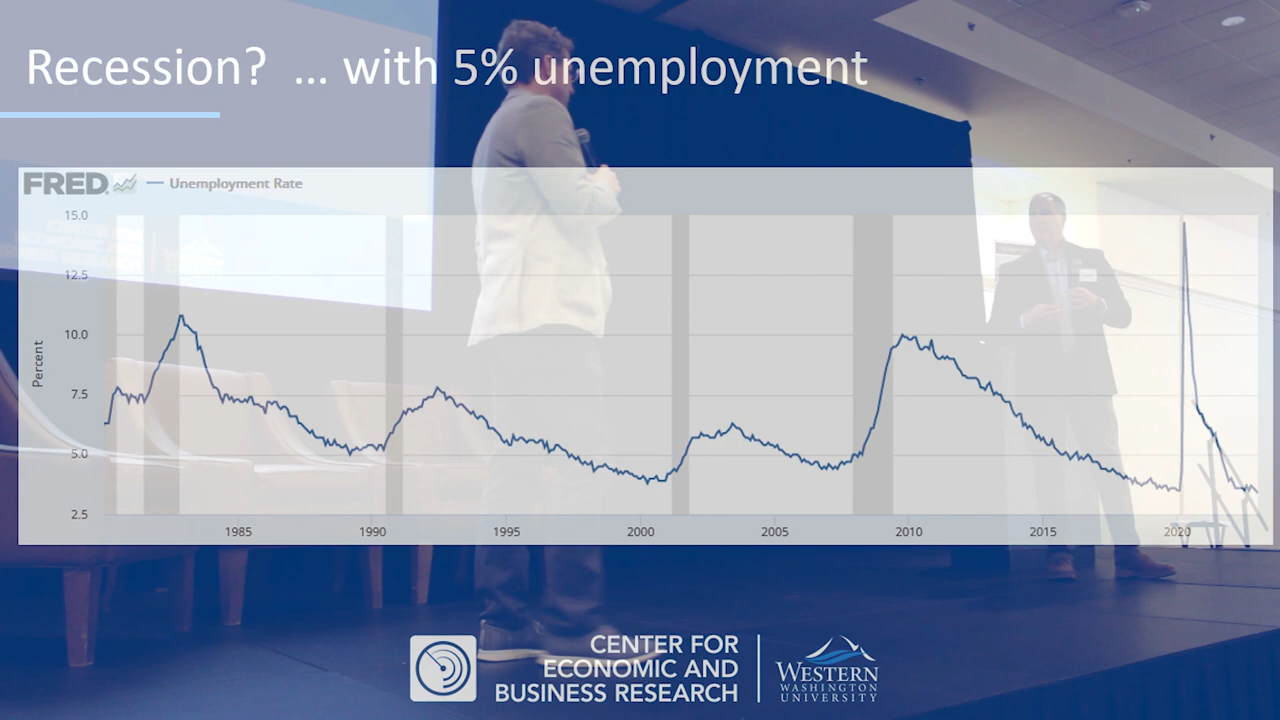 Recession? ... with 5% unemployment
FRED
Unemployment Rate
15.0
12.5
10.0
7.5
5.0
2.5
Percent
1985 1990 1995 2000 2005 2010 2015 2020
CENTER FOR
ECONOMIC AND
BUSINESS RESEARCH
WESTERN
WASHINGTON
UNIVERSITY